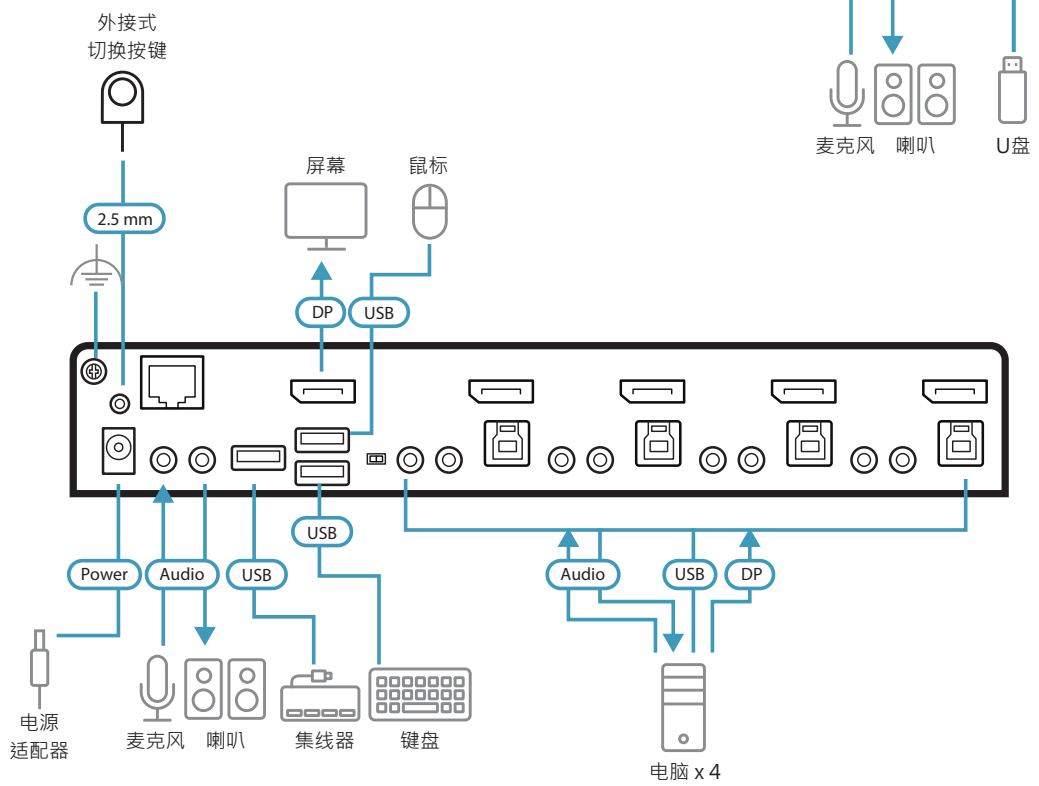 外接式
切换按键
麦克风
喇叭
U盘
屏幕
鼠标
2.5 mm
DP
USB
USB
Power
Audio
USB
Audio
USB
DP
电源
适配器
麦克风
喇叭
集线器
键盘
电脑 x 4